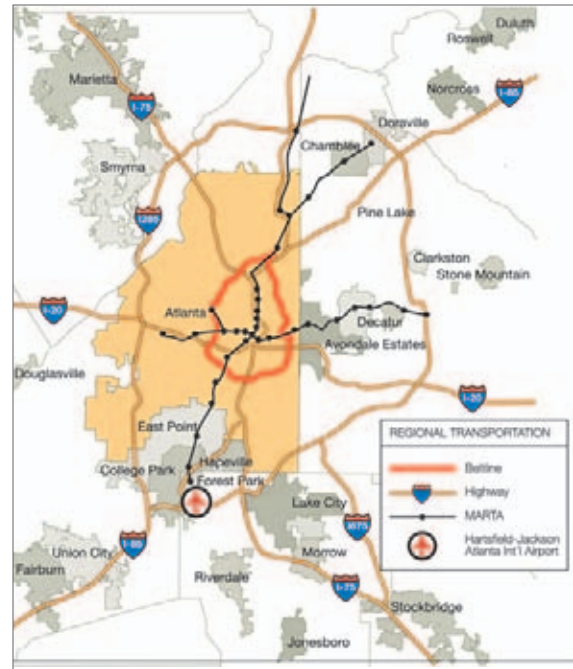 Duluth
Roswell
Marietta
I-75
I-85
Norcross
Doraville
Chamblee
Smyrna
I285
Pine Lake
Clarkston
Stone Mountain
I-20
Atlanta
Decatur
Avondale Estates
Douglasville
I-20
East Point
REGIONAL TRANSPORTATION
College Park
Hapeville
Forest Park
Beltline
Highway
MARTA
Hartsfield-Jackson
Atlanta Int'l Airport
Lake City
I675
I-85
Union City
Morrow
Fairburn
Riverdale
I-75
Stockbridge
Jonesboro